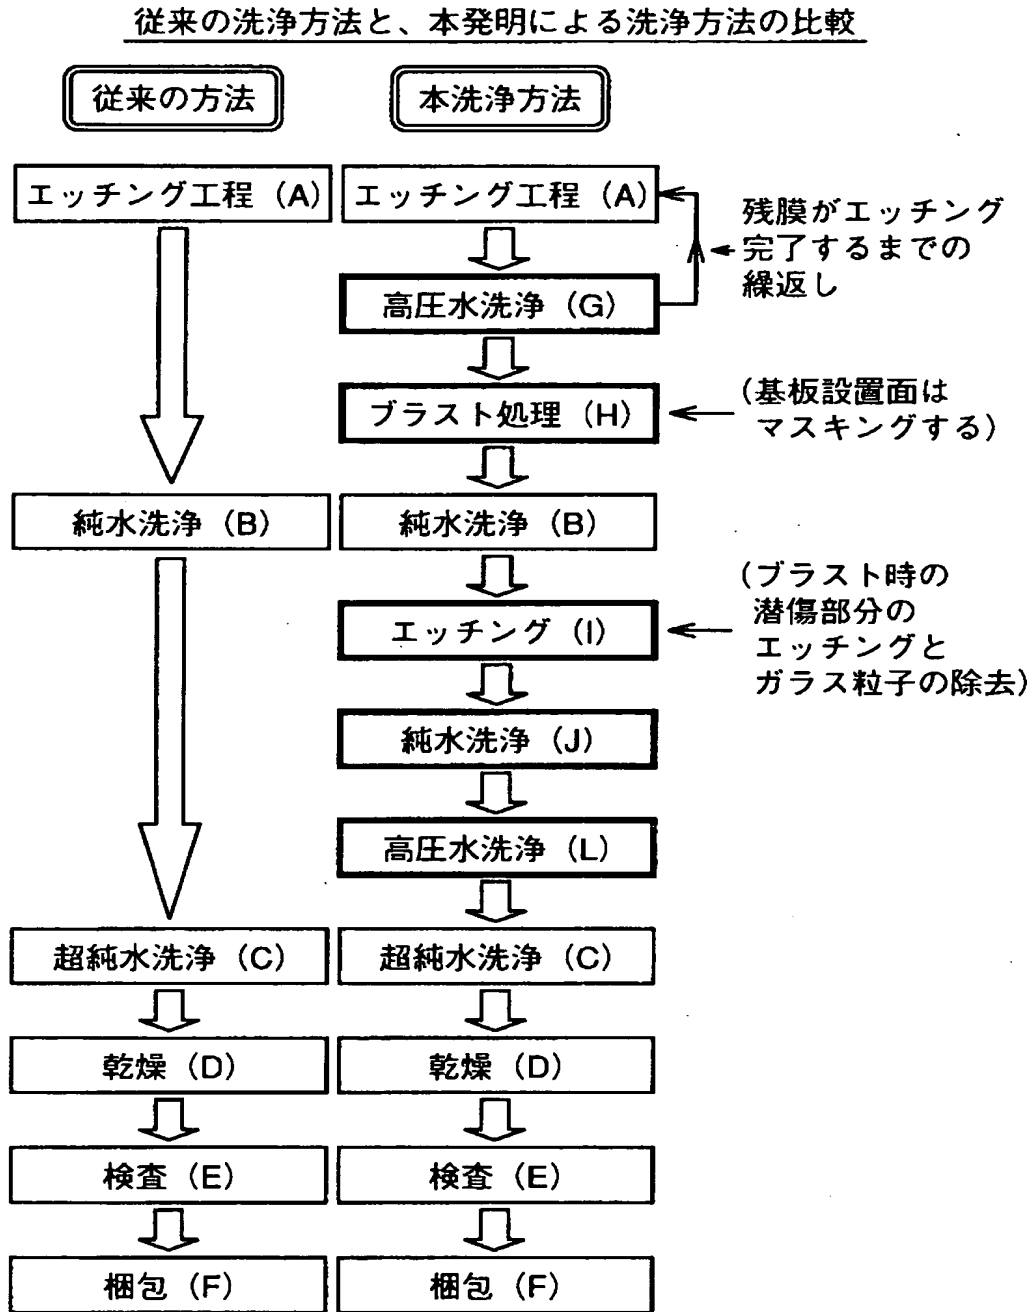 従来の洗浄方法と、本発明による洗浄方法の比較
従来の方法
本洗浄方法
エッチング工程（A）
エッチング工程（A）
残膜がエッチング
完了するまでの
繰返し
高圧水洗浄（G）
ブラスト処理（H）
（基板設置面は
マスキングする）
純水洗浄（B）
純水洗浄（B）
エッチング（I）
（ブラスト時の
潜傷部分の
エッチングと
ガラス粒子の除去）
純水洗浄（J）
高圧水洗浄（L）
超純水洗浄（C）
超純水洗浄（C）
乾燥（D）
乾燥（D）
検査（E）
検査（E）
梱包（F）
梱包（F）